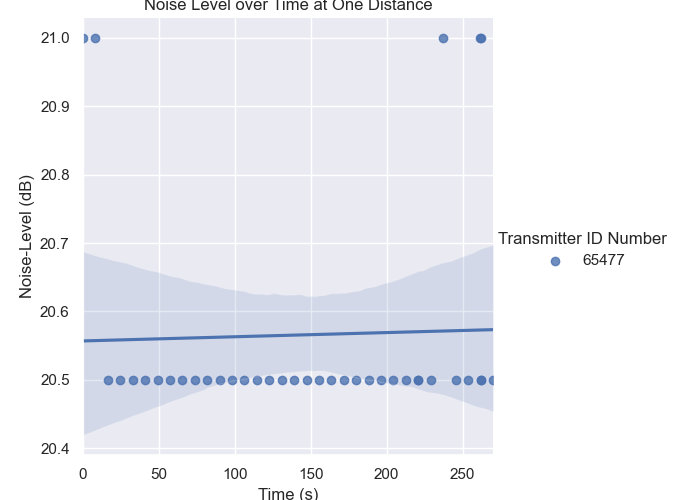 Noise Level over Time at One Distance
21.0
20.9
20.8
20.7
20.6
20.5
20.4
Noise-Level (dB)
0 50 100 150 200 250
Time (s)
Transmitter ID Number
65477